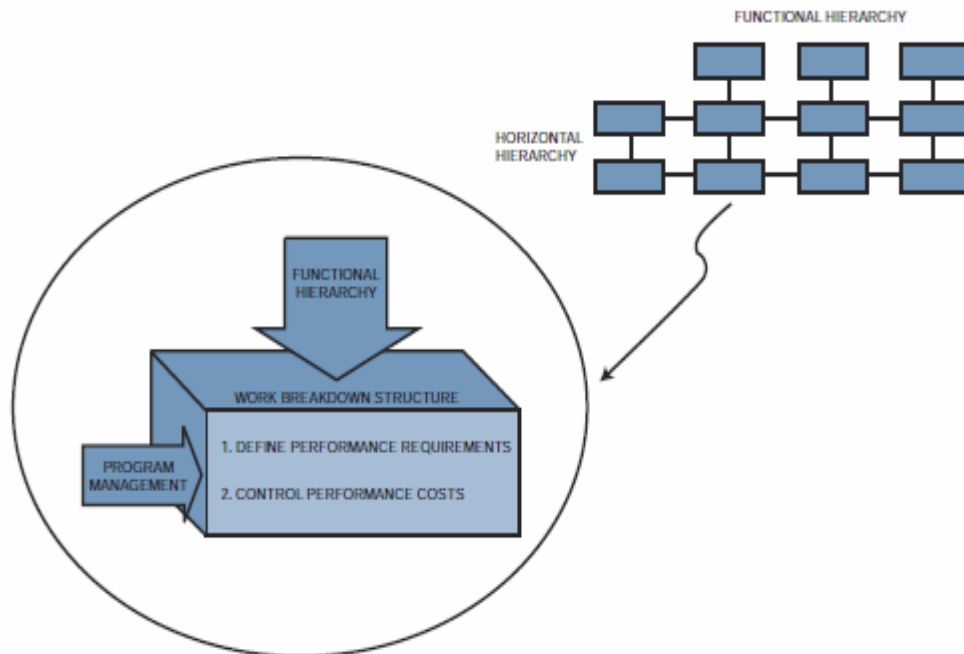 FUNCTIONAL HIERARCHY
HORIZONTAL
HIERARCHY
FUNCTIONAL
HIERARCHY
WORK BREAKDOWN STRUCTURE
1. DEFINE PERFORMANCE REQUIREMENTS
PROGRAM
MANAGEMENT
2. CONTROL PERFORMANCE COSTS